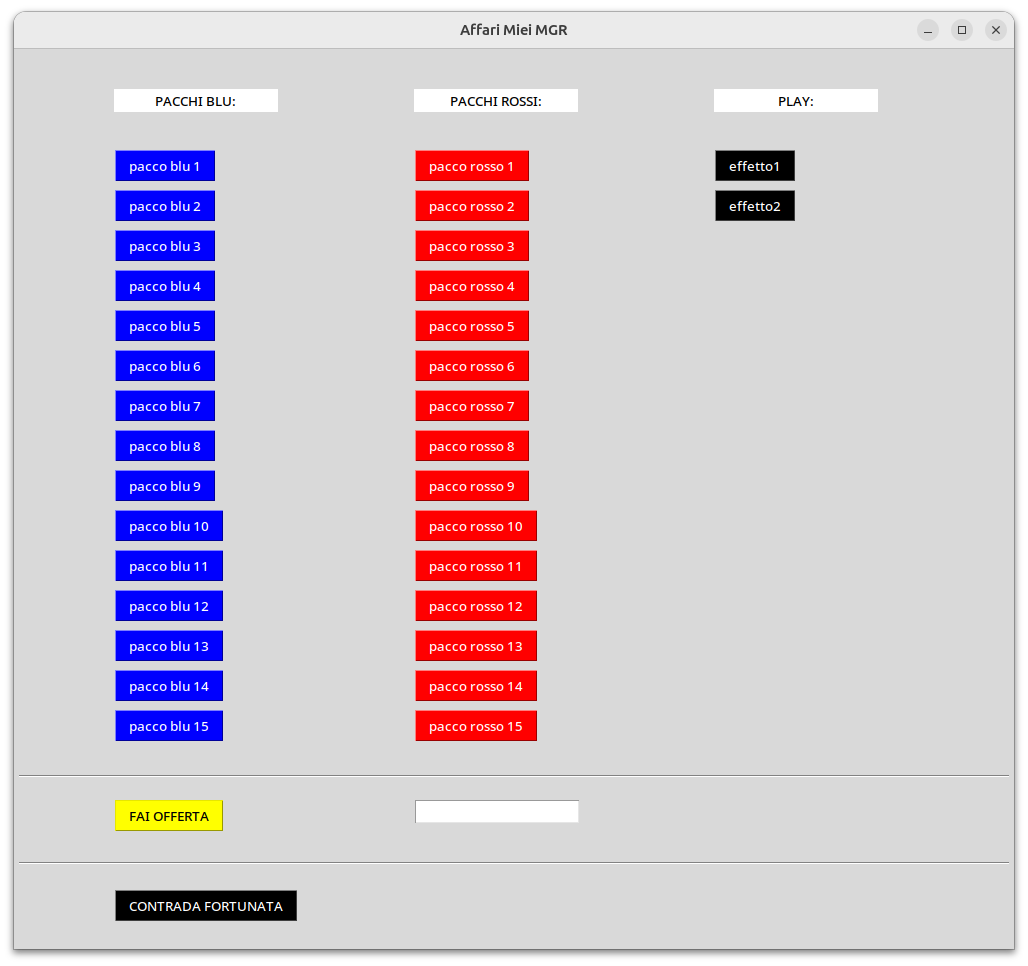 Affari Miei MGR
PACCHI BLU:
PACCHI ROSSI:
PLAY:
pacco blu 1
pacco rosso 1
effetto1
pacco blu 2
pacco rosso 2
effetto2
pacco blu 3
pacco rosso 3
pacco blu 4
pacco rosso 4
pacco blu 5
pacco rosso 5
pacco blu 6
pacco rosso 6
pacco blu 7
pacco rosso 7
pacco blu 8
pacco rosso 8
pacco blu 9
pacco rosso 9
pacco blu 10
pacco rosso 10
pacco blu 11
pacco rosso 11
pacco blu 12
pacco rosso 12
pacco blu 13
pacco rosso 13
pacco blu 14
pacco rosso 14
pacco blu 15
pacco rosso 15
FAI OFFERTA
CONTRADA FORTUNATA